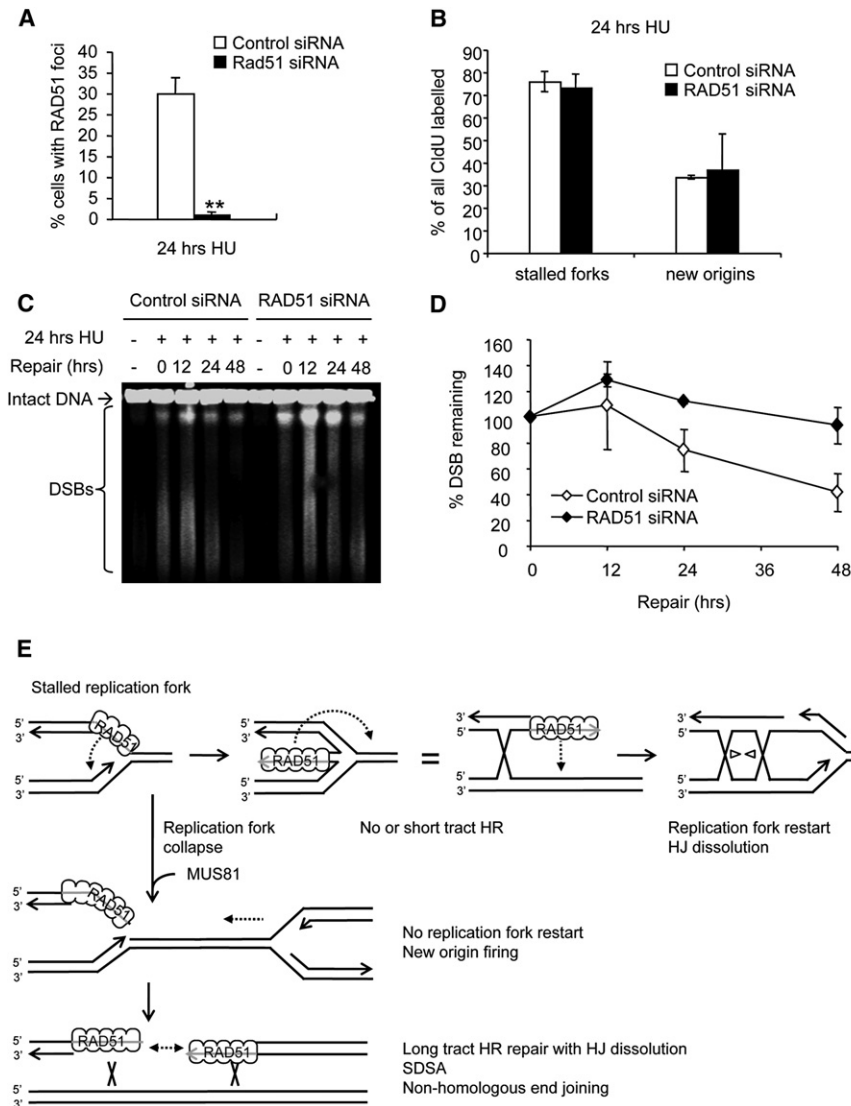 A
Control siRNA
Rad51 siRNA
% cells with RAD51 foci
40
35
30
25
20
15
10
5
0
**
24 hrs HU
B
24 hrs HU
Control siRNA
RAD51 siRNA
% of all CldU labelled
80
70
60
50
40
30
20
10
0
stalled forks new origins
C
Control siRNA RAD51 siRNA
24 hrs HU - + + + + - + + + +
Repair (hrs) - 0 12 24 48 - 0 12 24 48
Intact DNA
DSBs
D
% DSB remaining
160
140
120
100
80
60
40
20
0
Control siRNA
RAD51 siRNA
0 12 24 36 48
Repair (hrs)
E
Stalled replication fork
5' RAD51
3'
5'
3'
5'
3'
RAD51
5'
3'
=
3' RAD51
5'
5'
3'
3'
5'
5'
3'
Replication fork
collapse
MUS81
No or short tract HR
Replication fork restart
HJ dissolution
5' RAD51
3'
5'
3'
No replication fork restart
New origin firing
5' RAD51 RAD51
3'
5'
3'
Long tract HR repair with HJ dissolution
SDSA
Non-homologous end joining